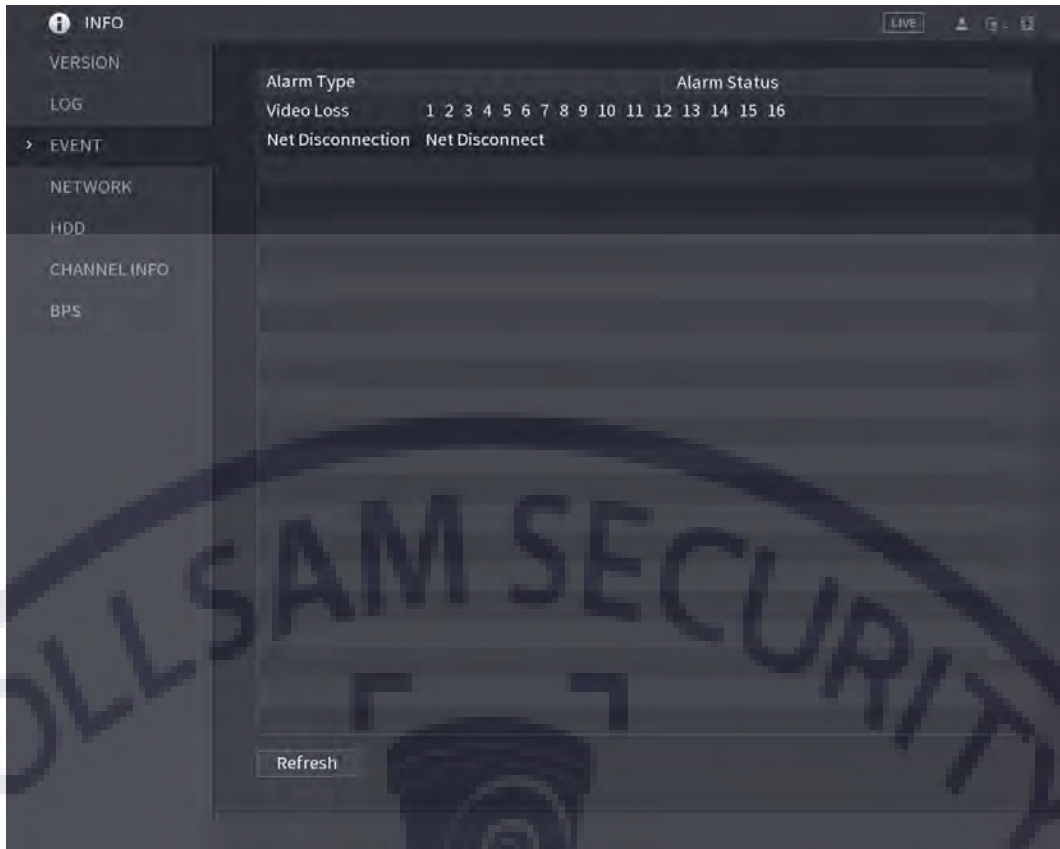 INFO
LIVE
VERSION
LOG
EVENT
NETWORK
HDD
CHANNEL INFO
BPS
Alarm Type Alarm Status
Video Loss 1 2 3 4 5 6 7 8 9 10 11 12 13 14 15 16
Net Disconnection Net Disconnect
OLLSAM SECURITY
Refresh